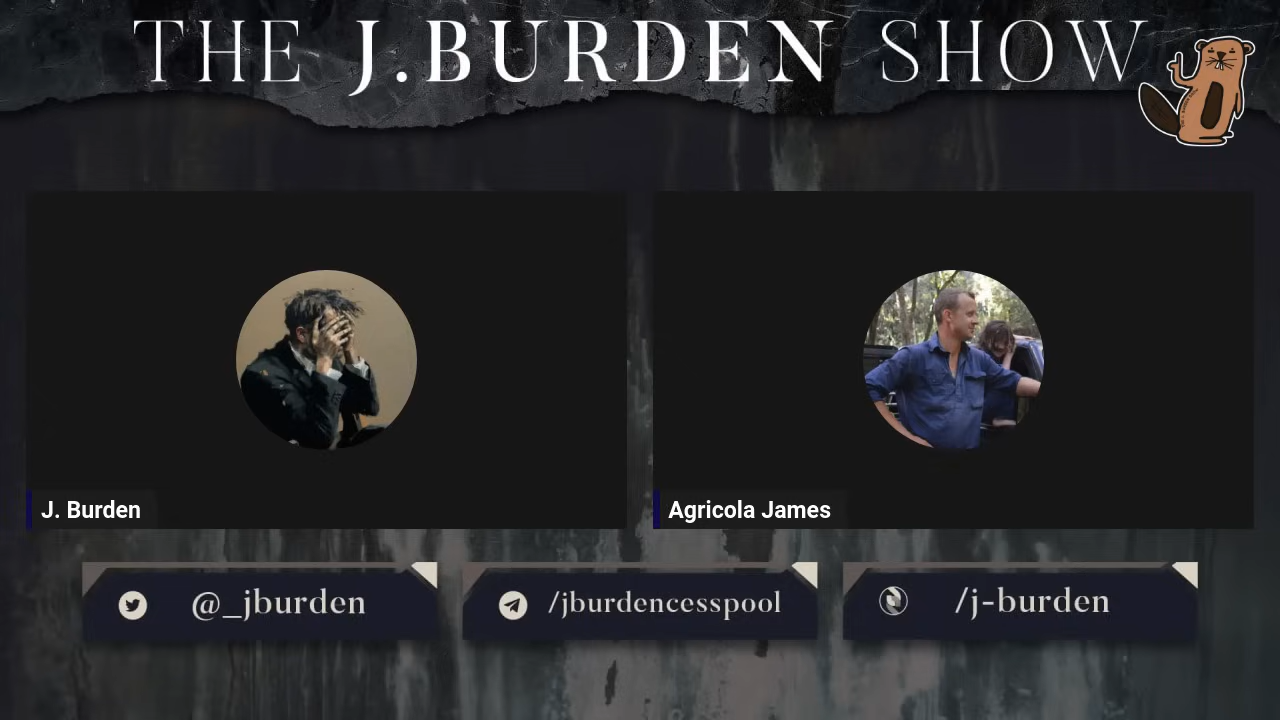 THE J.BURDEN SHOW
J. Burden
Agricola James
@_jburden
/jburdencesspool
/j-burden